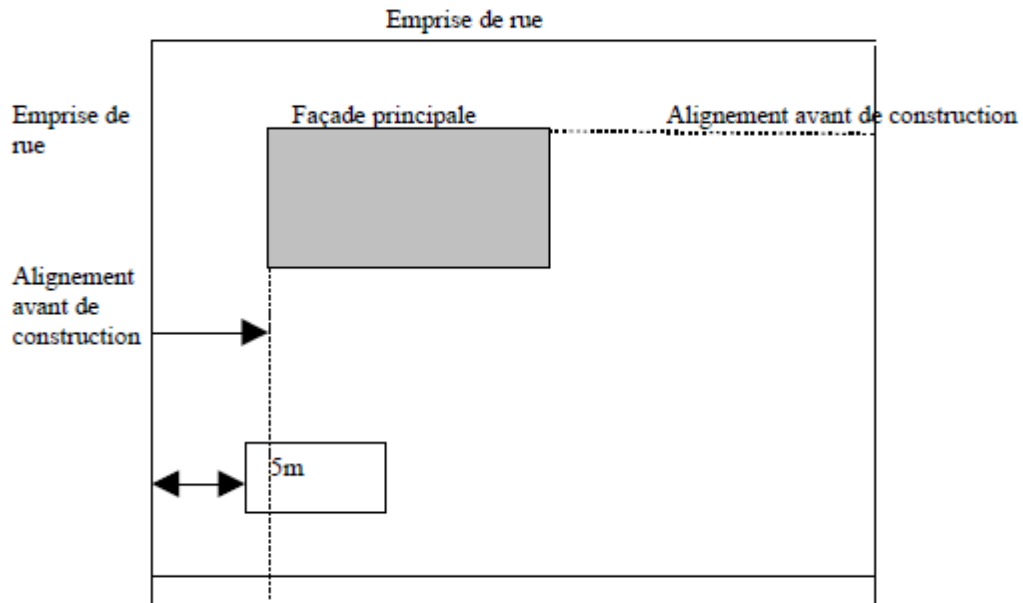 Emprise de rue
Emprise de
rue
Façade principale
Alignement avant de construction
Alignement
avant de
construction
5m